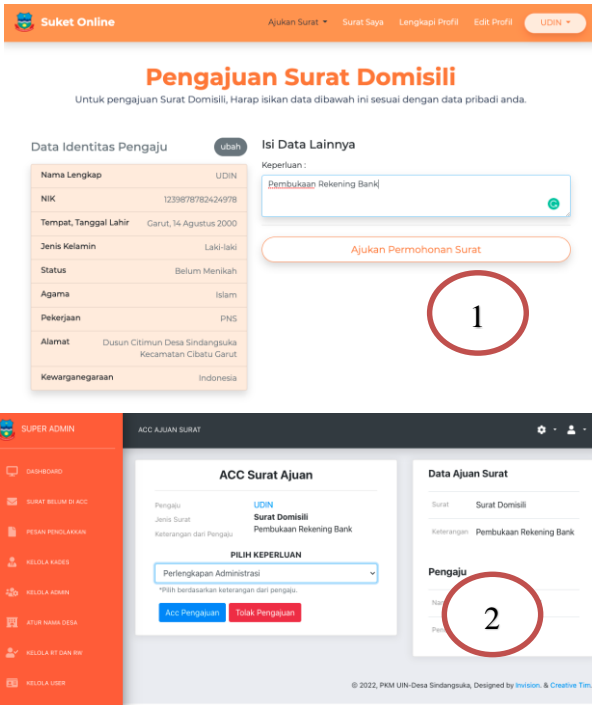 Suket Online
Ajukan Surat Surat Saya Lengkapi Profil Edit Profil UDIN
Pengajuan Surat Domisili
Untuk pengajuan Surat Domisili, Harap isikan data dibawah ini sesuai dengan data pribadi anda.
Data Identitas Pengaju ubah
Nama Lengkap UDIN
NIK 1239878782424978
Tempat, Tanggal Lahir Garut, 14 Agustus 2000
Jenis Kelamin Laki-laki
Status Belum Menikah
Agama Islam
Pekerjaan PNS
Alamat Dusun Citimun Desa Sindangsuka
Kecamatan Cibatu Garut
Kewarganegaraan Indonesia
Isi Data Lainnya
Keperluan :
Pembukaan Rekening Bank
Ajukan Permohonan Surat
1
SUPER ADMIN
DASHBOARD
SURAT BELUM DI ACC
PESAN PENOLAKAN
KELOLA KADES
KELOLA ADMIN
ATUR NAMA DESA
KELOLA RT DAN RW
KELOLA USER
ACC AJUAN SURAT
ACC Surat Ajuan
Pengaju UDIN
Jenis Surat Surat Domisili
Keterangan dari Pengaju Pembukaan Rekening Bank
PILIH KEPERLUAN
Perlengkapan Administrasi
*Pilih berdasarkan keterangan dari pengaju.
Acc Pengajuan Tolak Pengajuan
Data Ajuan Surat
Surat Surat Domisili
Keterangan Pembukaan Rekening Bank
Pengaju
2
© 2022, PKM UIN-Desa Sindangsuka, Designed by Invision. & Creative Tim.